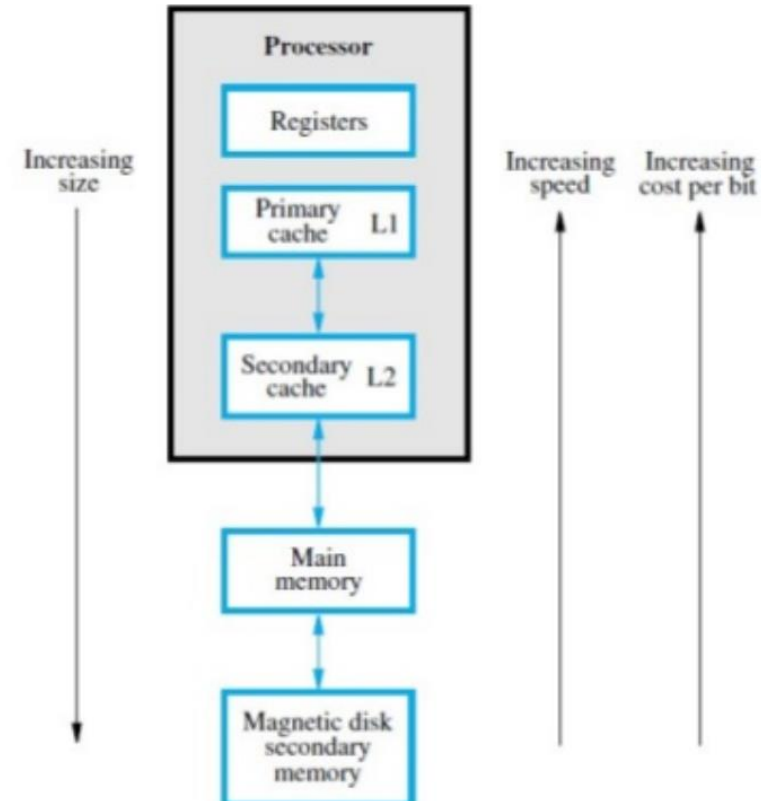 Processor
Registers
Increasing
size
Increasing
speed
Increasing
cost per bit
Primary
cache L1
Secondary
cache L2
Main
memory
Magnetic disk
secondary
memory